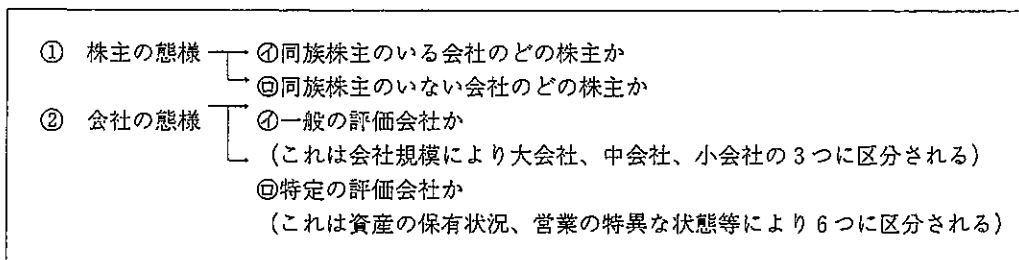 ① 株主の態様 ㋑同族株主のいる会社のどの株主か
㋺同族株主のいない会社のどの株主か
② 会社の態様 ㋑一般の評価会社か
(これは会社規模により大会社、中会社、小会社の3つに区分される)
㋺特定の評価会社か
(これは資産の保有状況、営業の特異な状態等により6つに区分される)